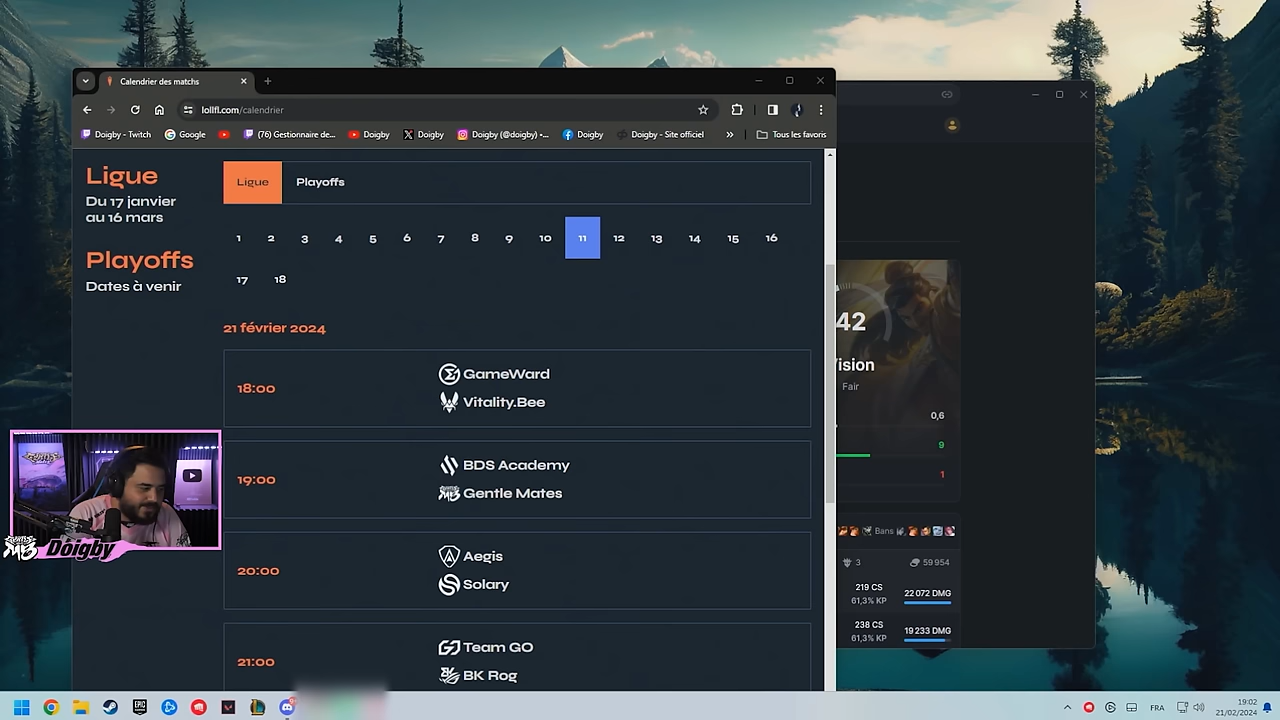 Calendrier des matchs
lollfl.com/calendrier
Doigby - Twitch
Google
(76) Gestionnaire de...
Doigby
Doigby
Doigby (@doigby) •...
Doigby
Doigby - Site officiel
»
Tous les favoris
Ligue
Du 17 janvier
au 16 mars
Playoffs
Dates à venir
Ligue
Playoffs
1 2 3 4 5 6 7 8 9 10 11 12 13 14 15 16
17 18
21 février 2024
18:00
GameWard
Vitality.Bee
19:00
BDS Academy
Gentle Mates
20:00
Aegis
Solary
21:00
Team GO
BK Rog
42
Vision
Fair
0,6
9
1
Bans
3
59 954
219 CS
61,3% KP
22 072 DMG
238 CS
61,3% KP
19 233 DMG
Doigby
EPIC
FRA
19:02
21/02/2024